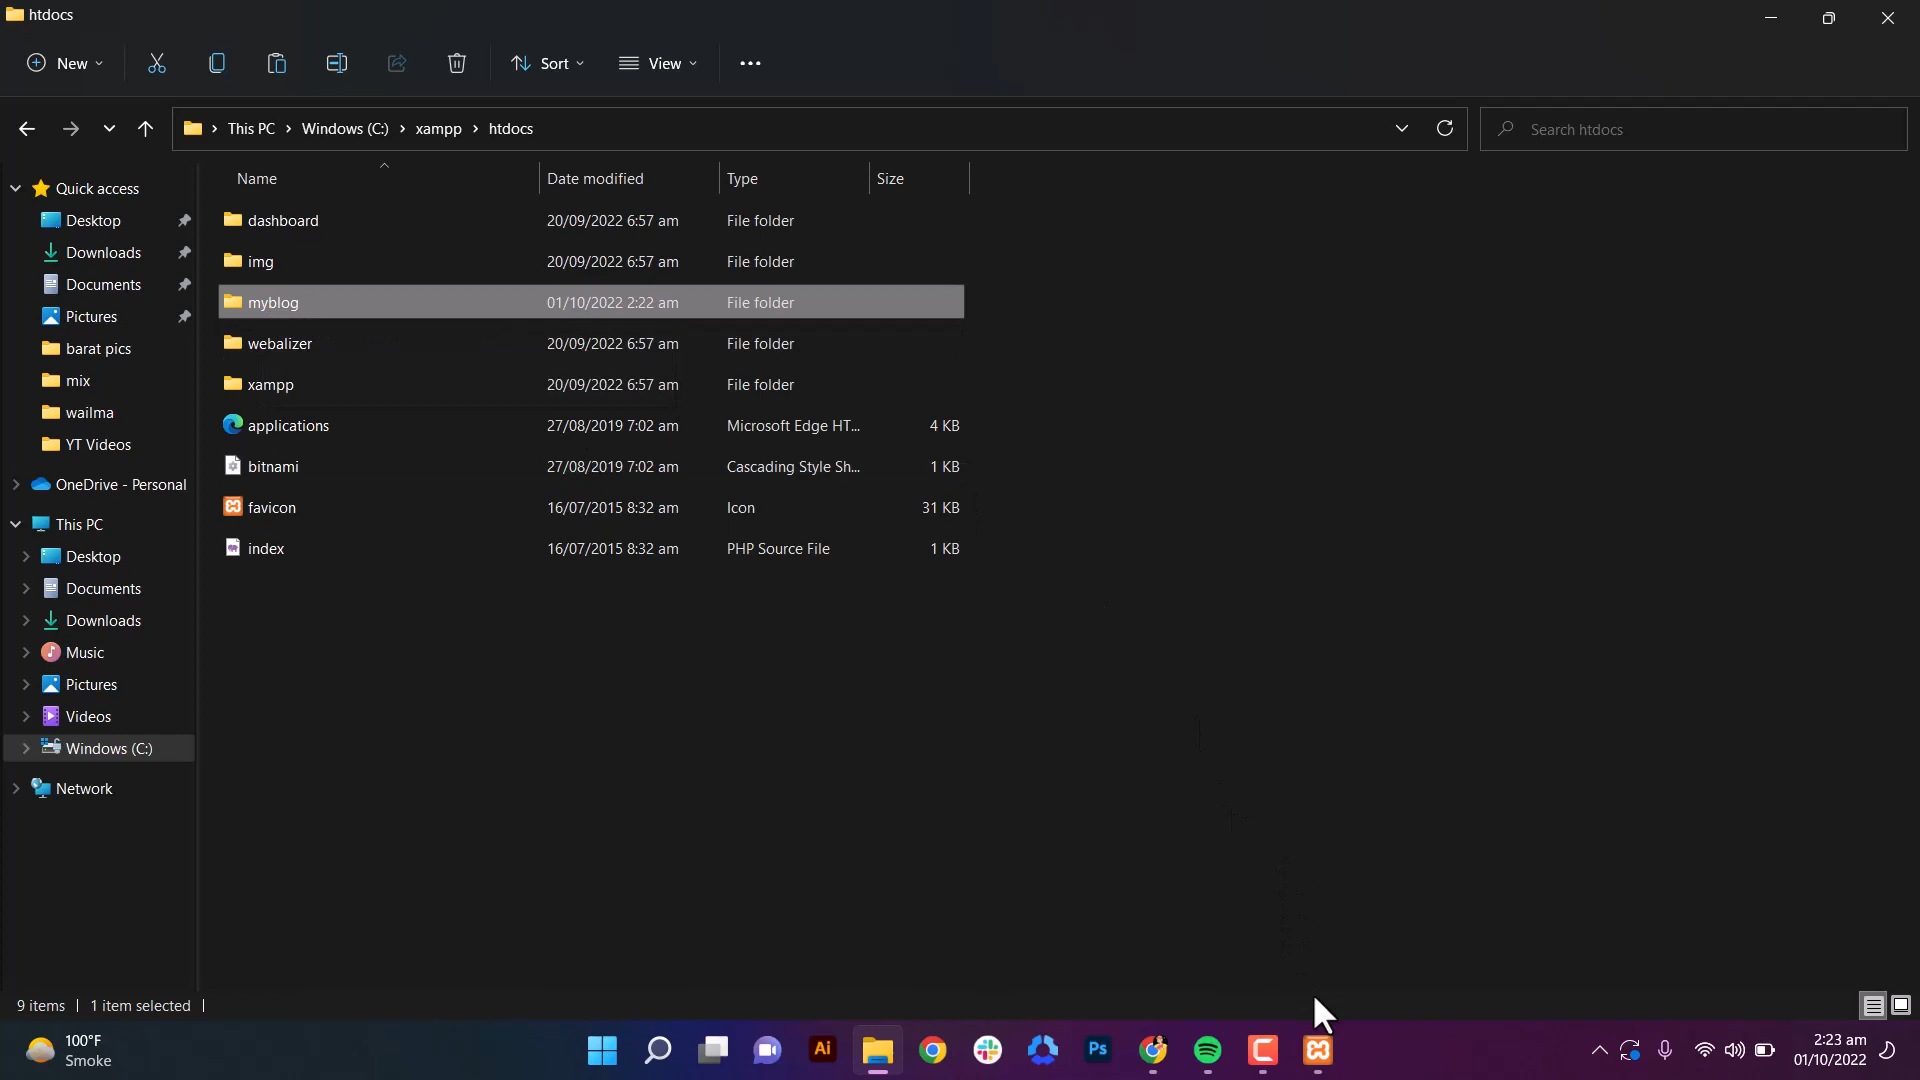 htdocs
New
Sort
View
This PC
Windows (C:)
xampp
htdocs
Search htdocs
Name
Date modified
Type
Size
dashboard 20/09/2022 6:57 am File folder
img 20/09/2022 6:57 am File folder
myblog 01/10/2022 2:22 am File folder
webalizer 20/09/2022 6:57 am File folder
xampp 20/09/2022 6:57 am File folder
applications 27/08/2019 7:02 am Microsoft Edge HT... 4 KB
bitnami 27/08/2019 7:02 am Cascading Style Sh... 1 KB
favicon 16/07/2015 8:32 am Icon 31 KB
index 16/07/2015 8:32 am PHP Source File 1 KB
Quick access
Desktop
Downloads
Documents
Pictures
barat pics
mix
wailma
YT Videos
OneDrive - Personal
This PC
Desktop
Documents
Downloads
Music
Pictures
Videos
Windows (C:)
Network
9 items
1 item selected
100°F
Smoke
Ai
Ps
2:23 am
01/10/2022